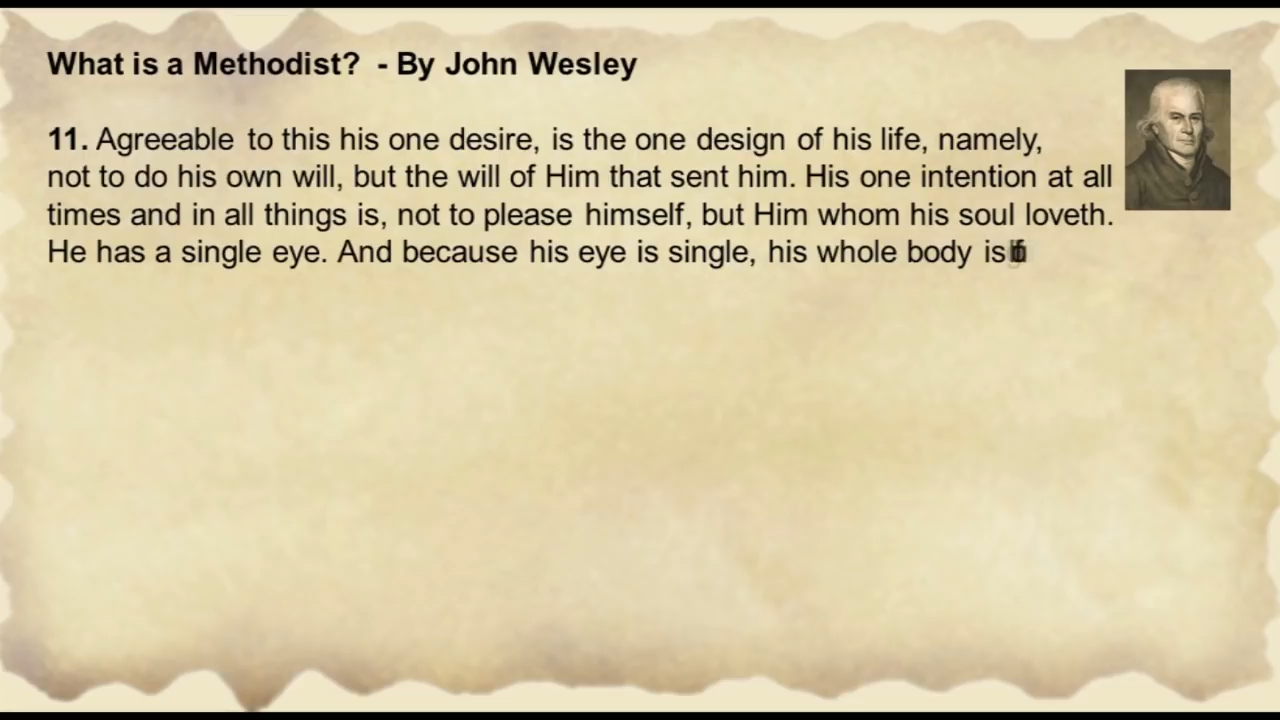 What is a Methodist? - By John Wesley
11. Agreeable to this his one desire, is the one design of his life, namely,
not to do his own will, but the will of Him that sent him. His one intention at all
times and in all things is, not to please himself, but Him whom his soul loveth.
He has a single eye. And because his eye is single, his whole body is